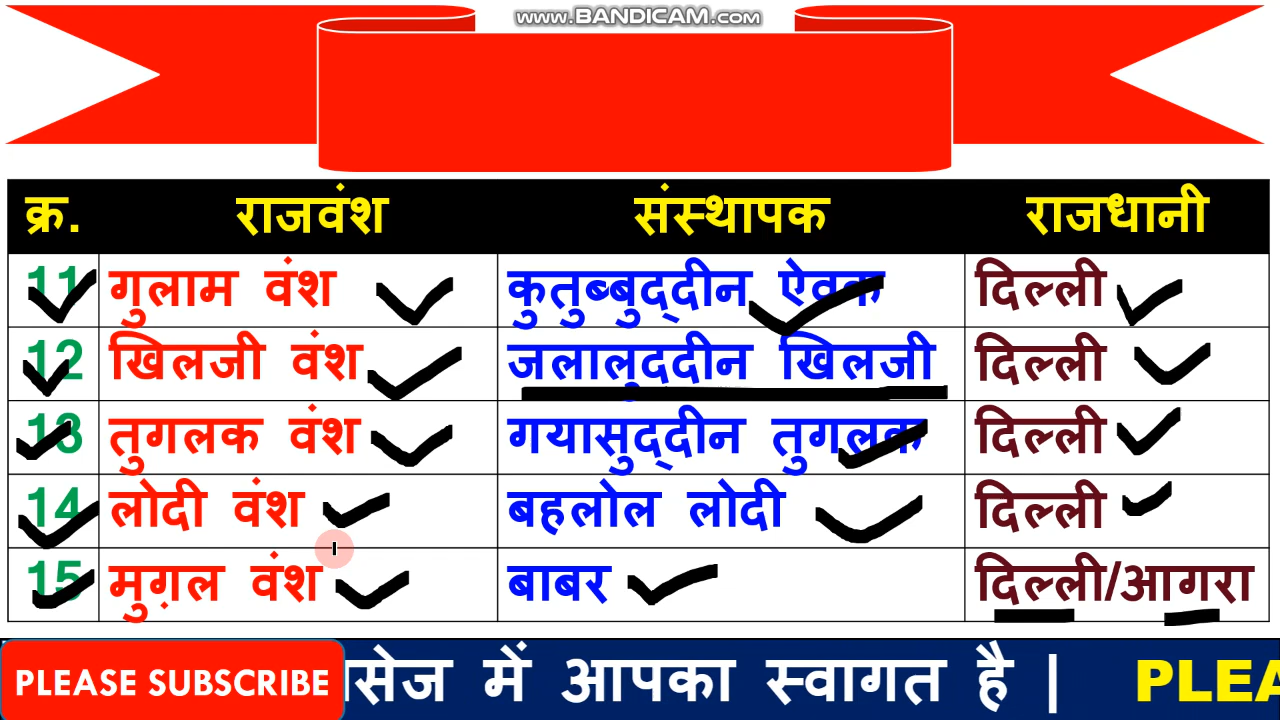 www.BANDICAM.com
क्र. राजवंश संस्थापक राजधानी
11 गुलाम वंश कुतुब्बुद्दीन ऐवक दिल्ली
12 खिलजी वंश जलालुद्दीन खिलजी दिल्ली
13 तुगलक वंश गयासुद्दीन तुगलक दिल्ली
14 लोदी वंश बहलोल लोदी दिल्ली
15 मुग़ल वंश बाबर दिल्ली/आगरा
PLEASE SUBSCRIBE सेज में आपका स्वागत है | PLEA